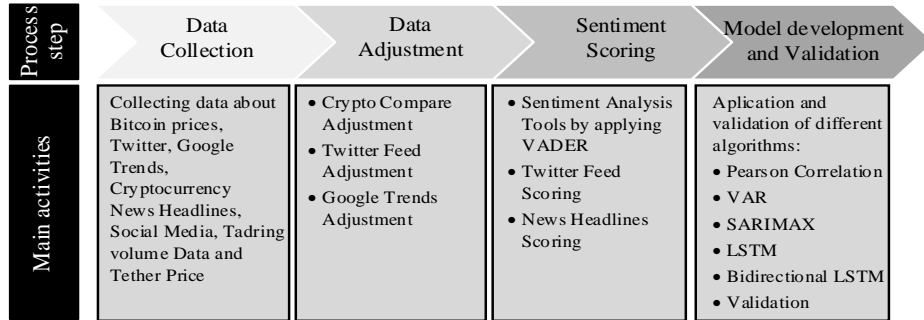 Process
step
Data
Collection
Data
Adjustment
Sentiment
Scoring
Model development
and Validation
Main activities
Collecting data about
Bitcoin prices,
Twitter, Google
Trends,
Cryptocurrency
News Headlines,
Social Media, Tadring
volume Data and
Tether Price
• Crypto Compare
Adjustment
• Twitter Feed
Adjustment
• Google Trends
Adjustment
• Sentiment Analysis
Tools by applying
VADER
• Twitter Feed
Scoring
• News Headlines
Scoring
Aplication and
validation of different
algorithms:
• Pearson Correlation
• VAR
• SARIMAX
• LSTM
• Bidirectional LSTM
• Validation